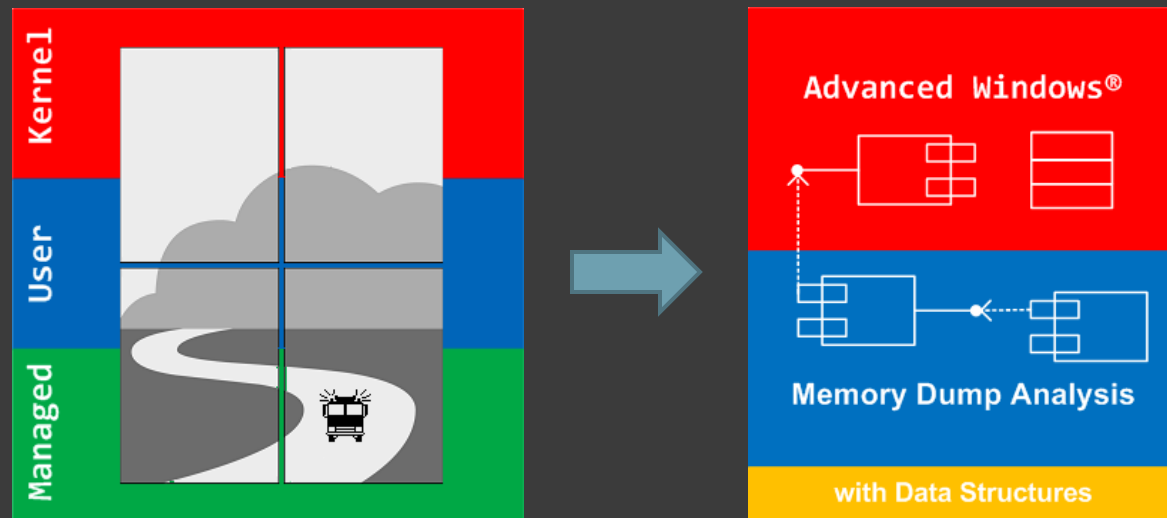 Kernel
User
Managed
Advanced Windows®
Memory Dump Analysis
with Data Structures